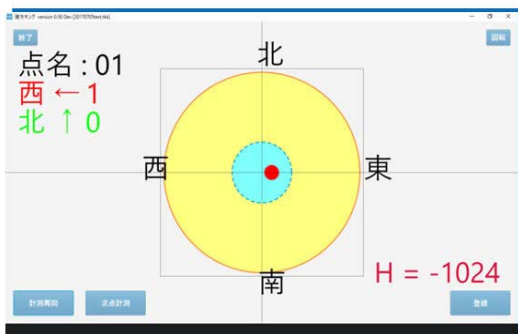 終了
回転
点名 : 01
西 ← 1
北 ↑ 0
北
西
東
南
H = -1024
計測再開
次点計測
登録